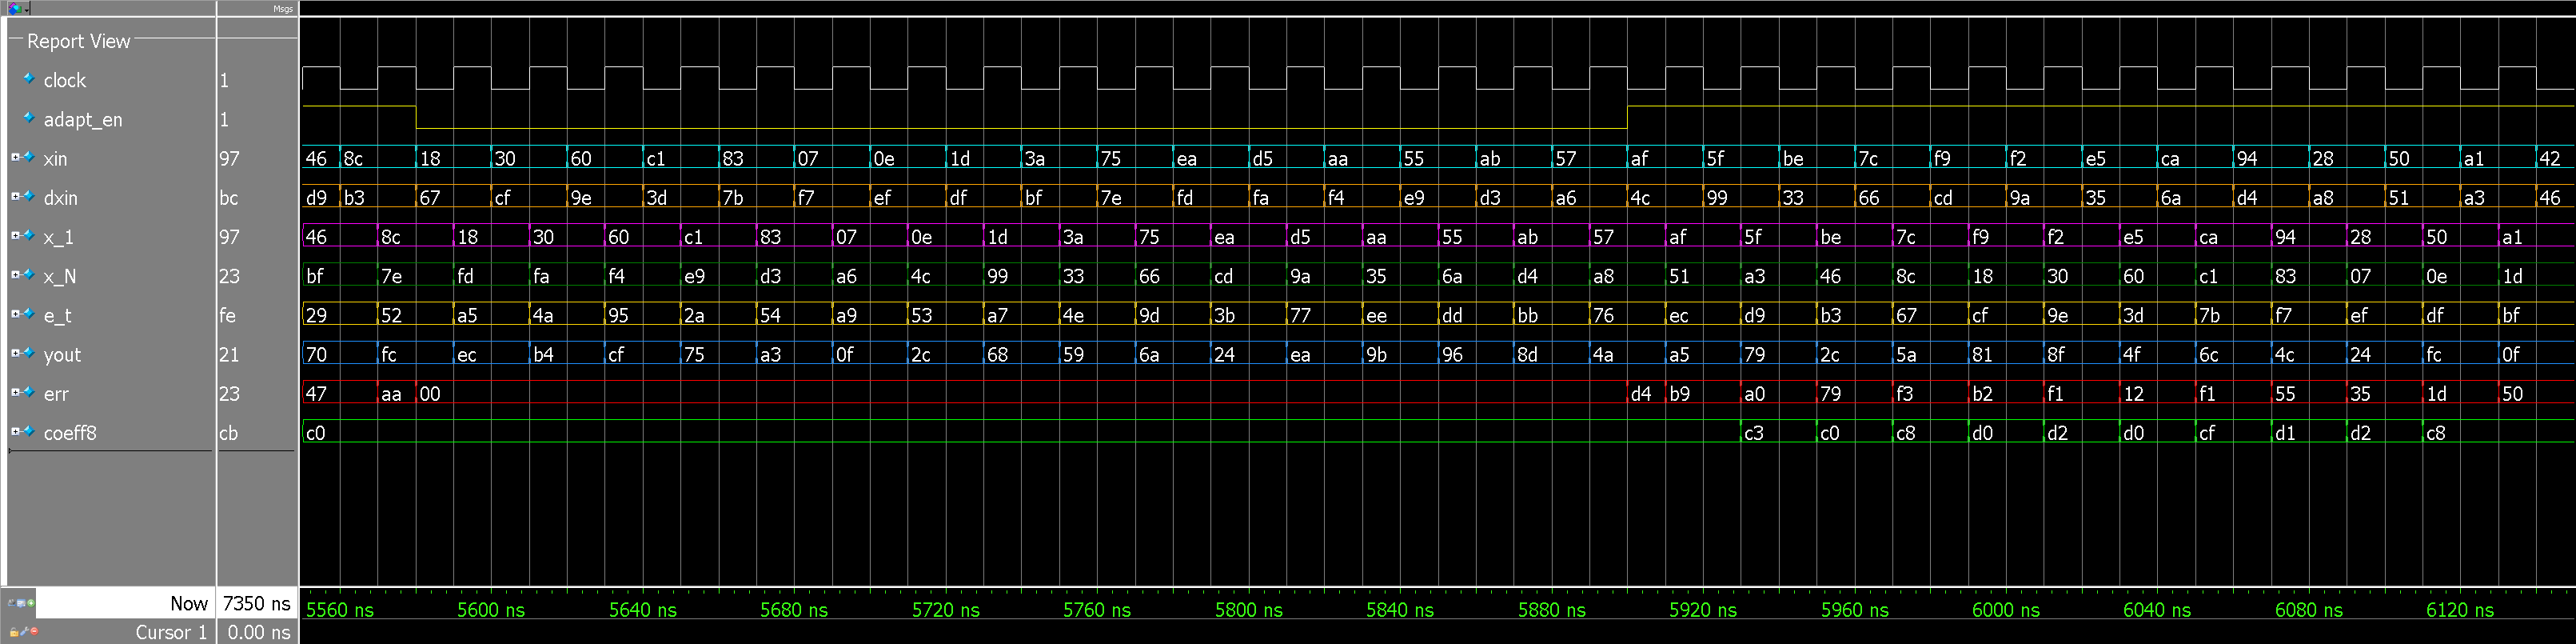 Msgs
Report View
clock 1
adapt_en 1
xin 97 46 8c 18 30 60 c1 83 07 0e 1d 3a 75 ea d5 aa 55 ab 57 af 5f be 7c f9 f2 e5 ca 94 28 50 a1 42
dxin bc d9 b3 67 cf 9e 3d 7b f7 ef df bf 7e fd fa f4 e9 d3 a6 4c 99 33 66 cd 9a 35 6a d4 a8 51 a3 46
x_1 97 46 8c 18 30 60 c1 83 07 0e 1d 3a 75 ea d5 aa 55 ab 57 af 5f be 7c f9 f2 e5 ca 94 28 50 a1
x_N 23 bf 7e fd fa f4 e9 d3 a6 4c 99 33 66 cd 9a 35 6a d4 a8 51 a3 46 8c 18 30 60 c1 83 07 0e 1d
e_t fe 29 52 a5 4a 95 2a 54 a9 53 a7 4e 9d 3b 77 ee dd bb 76 ec d9 b3 67 cf 9e 3d 7b f7 ef df bf
yout 21 70 fc ec b4 cf 75 a3 0f 2c 68 59 6a 24 ea 9b 96 8d 4a a5 79 2c 5a 81 8f 4f 6c 4c 24 fc 0f
err 23 47 aa 00 d4 b9 a0 79 f3 b2 f1 12 f1 55 35 1d 50
coeff8 cb c0 c3 c0 c8 d0 d2 d0 cf d1 d2 c8
Now 7350 ns 5560 ns 5600 ns 5640 ns 5680 ns 5720 ns 5760 ns 5800 ns 5840 ns 5880 ns 5920 ns 5960 ns 6000 ns 6040 ns 6080 ns 6120 ns
Cursor 1 0.00 ns